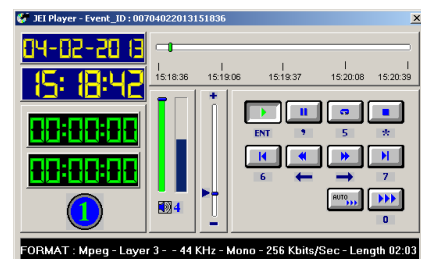 JEI Player - Event_ID : 00704022013151836
04-02-2013
15:18:42
15:18:36 15:19:06 15:19:37 15:20:08 15:20:39
00:00:00
00:00:00
1
4
+
-
ENT , 5 *
6 ← → 7
AUTO
0
FORMAT : Mpeg - Layer 3 - - 44 KHz - Mono - 256 Kbits/Sec - Length 02:03